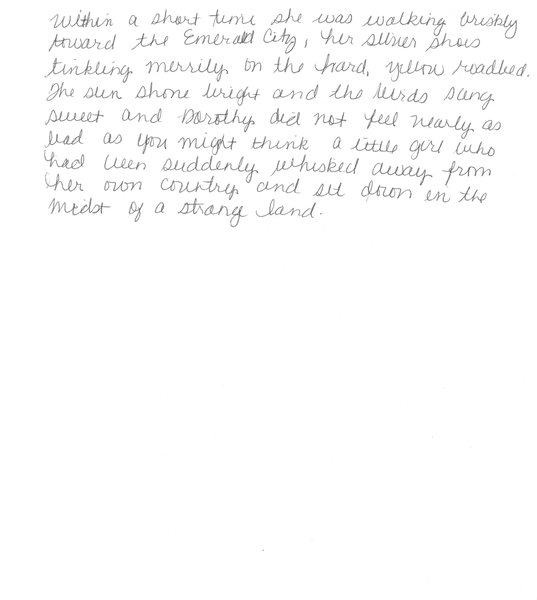 Within a short time she was walking briskly
toward the Emerald City, her silver shoes
tinkling merrily on the hard, yellow roadbed.
The sun shone bright and the birds sang
sweet and Dorothy did not feel nearly as
bad as you might think a little girl who
had been suddenly whisked away from
her own country and set down in the
midst of a strange land.